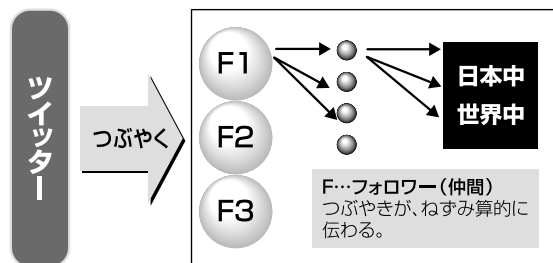 ツイッター
つぶやく
F1
F2
F3
日本中
世界中
F…フォロワー(仲間)
つぶやきが、ねずみ算的に
伝わる。